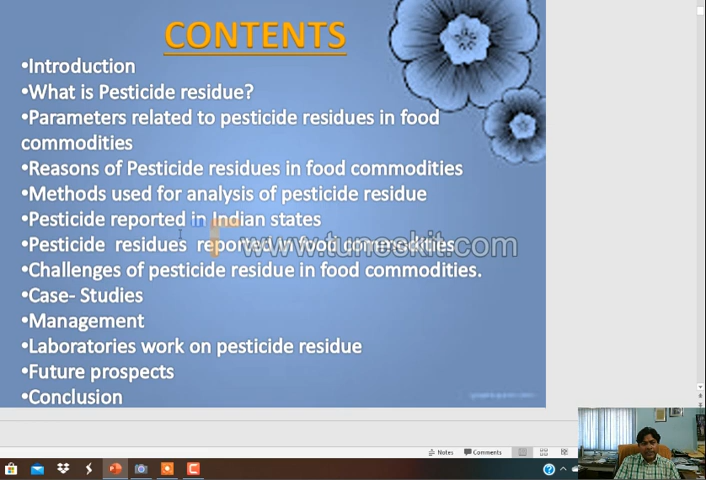 CONTENTS
•Introduction
•What is Pesticide residue?
•Parameters related to pesticide residues in food
commodities
•Reasons of Pesticide residues in food commodities
•Methods used for analysis of pesticide residue
•Pesticide reported in Indian states
•Pesticide residues reported in food commodities
www.tuneskit.com
•Challenges of pesticide residue in food commodities.
•Case- Studies
•Management
•Laboratories work on pesticide residue
•Future prospects
•Conclusion
Notes
Comments